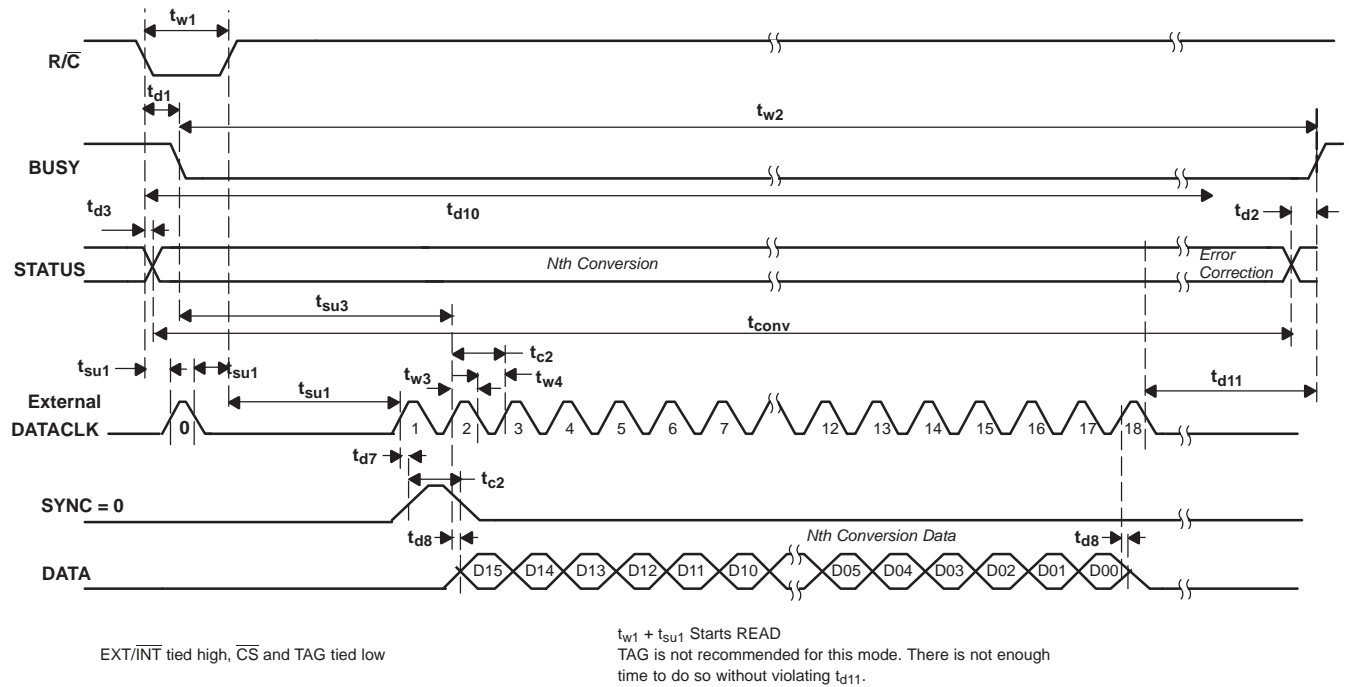 tw1
R/C
td1
tw2
BUSY
td3
td10
td2
STATUS
Nth Conversion
Error
Correction
tsu3
tconv
tc2
tsu1
tsu1
tw3
tw4
tsu1
td11
External
DATACLK
0 1 2 3 4 5 6 7 12 13 14 15 16 17 18
td7
tc2
SYNC = 0
Nth Conversion Data
td8
td8
DATA
D15 D14 D13 D12 D11 D10 D05 D04 D03 D02 D01 D00
EXT/INT tied high, CS and TAG tied low
tw1 + tsu1 Starts READ
TAG is not recommended for this mode. There is not enough
time to do so without violating td11.